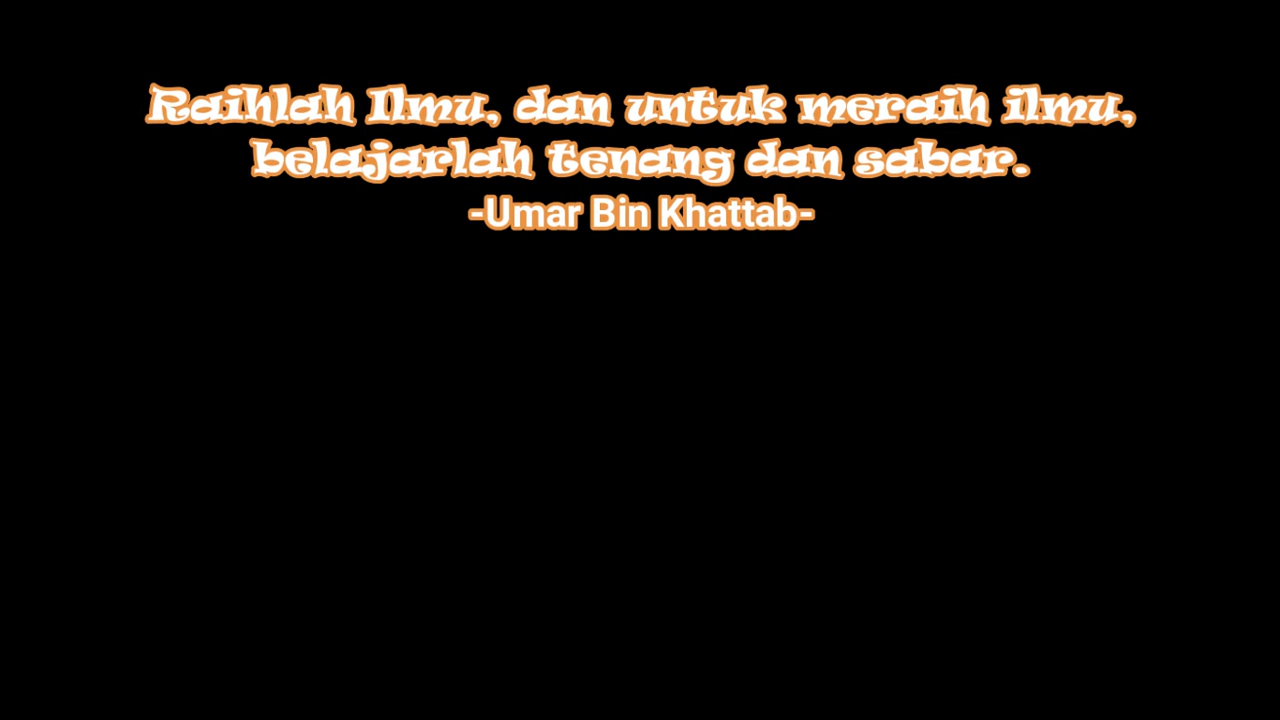 Raihlah Ilmu, dan untuk meraih ilmu,
belajarlah tenang dan sabar.
-Umar Bin Khattab-